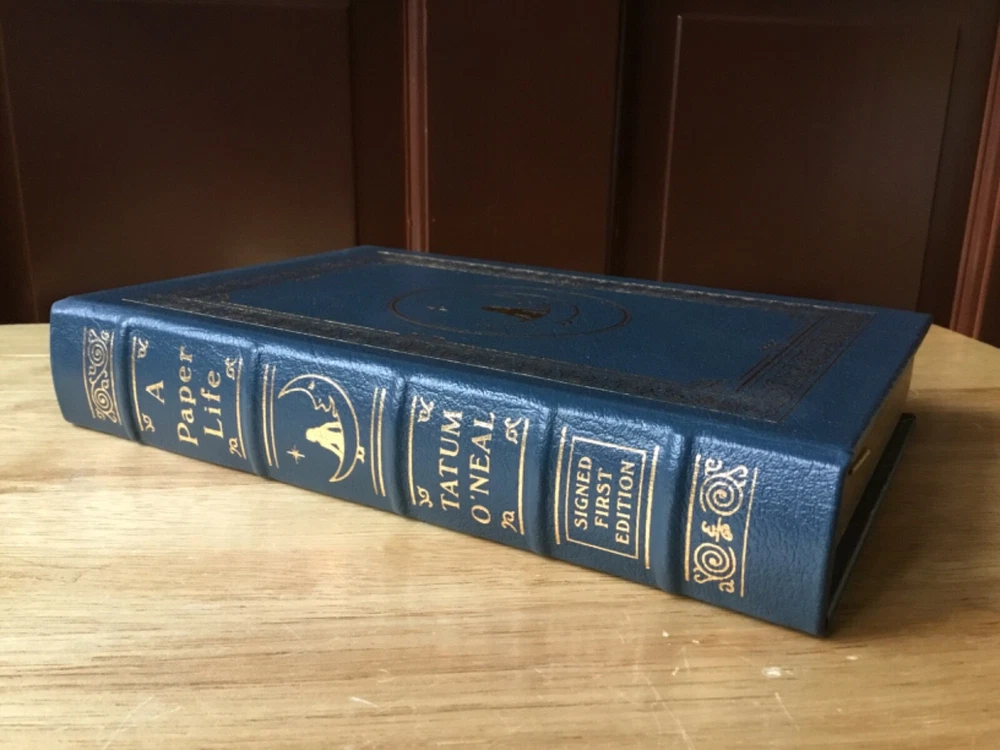 A
Paper
Life
TATUM
O'NEAL
SIGNED
FIRST
EDITION